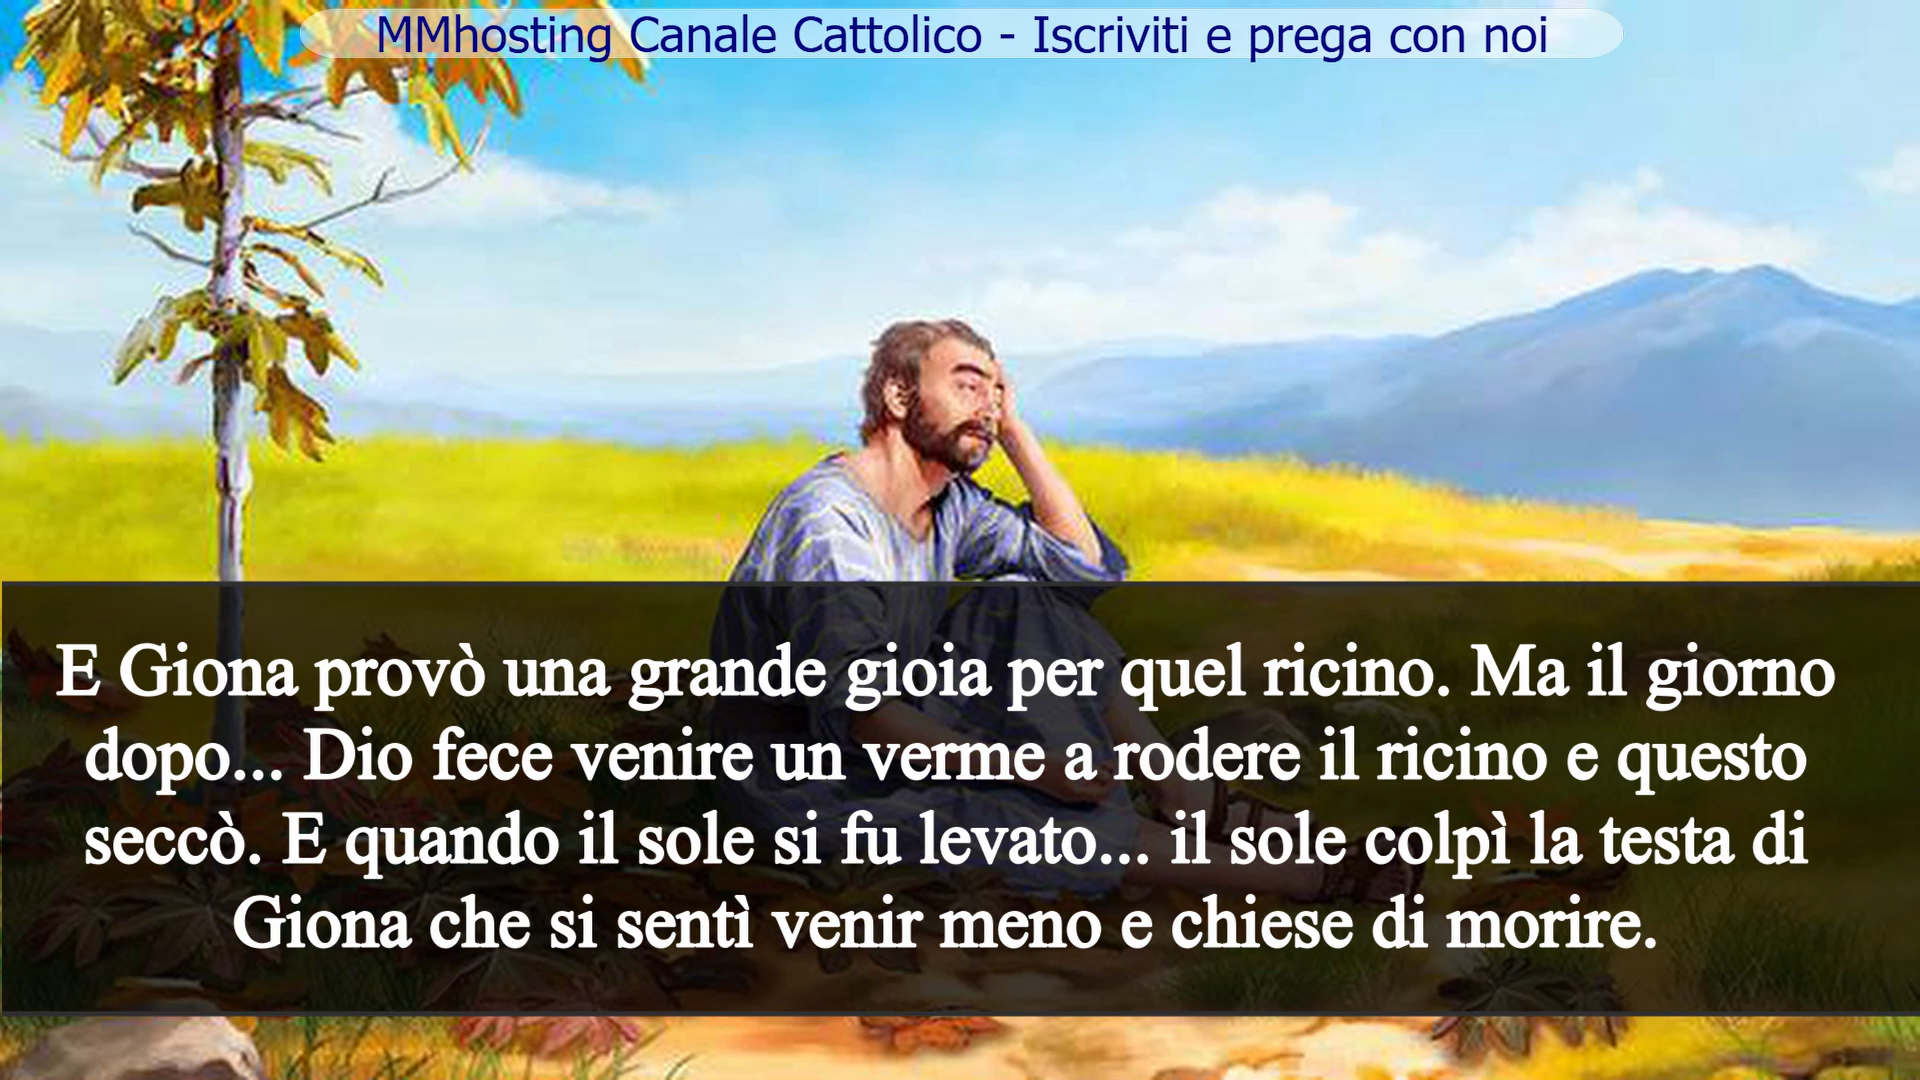 MMhosting Canale Cattolico - Iscriviti e prega con noi
E Giona provò una grande gioia per quel ricino. Ma il giorno
dopo... Dio fece venire un verme a rodere il ricino e questo
seccò. E quando il sole si fu levato... il sole colpì la testa di
Giona che si sentì venir meno e chiese di morire.